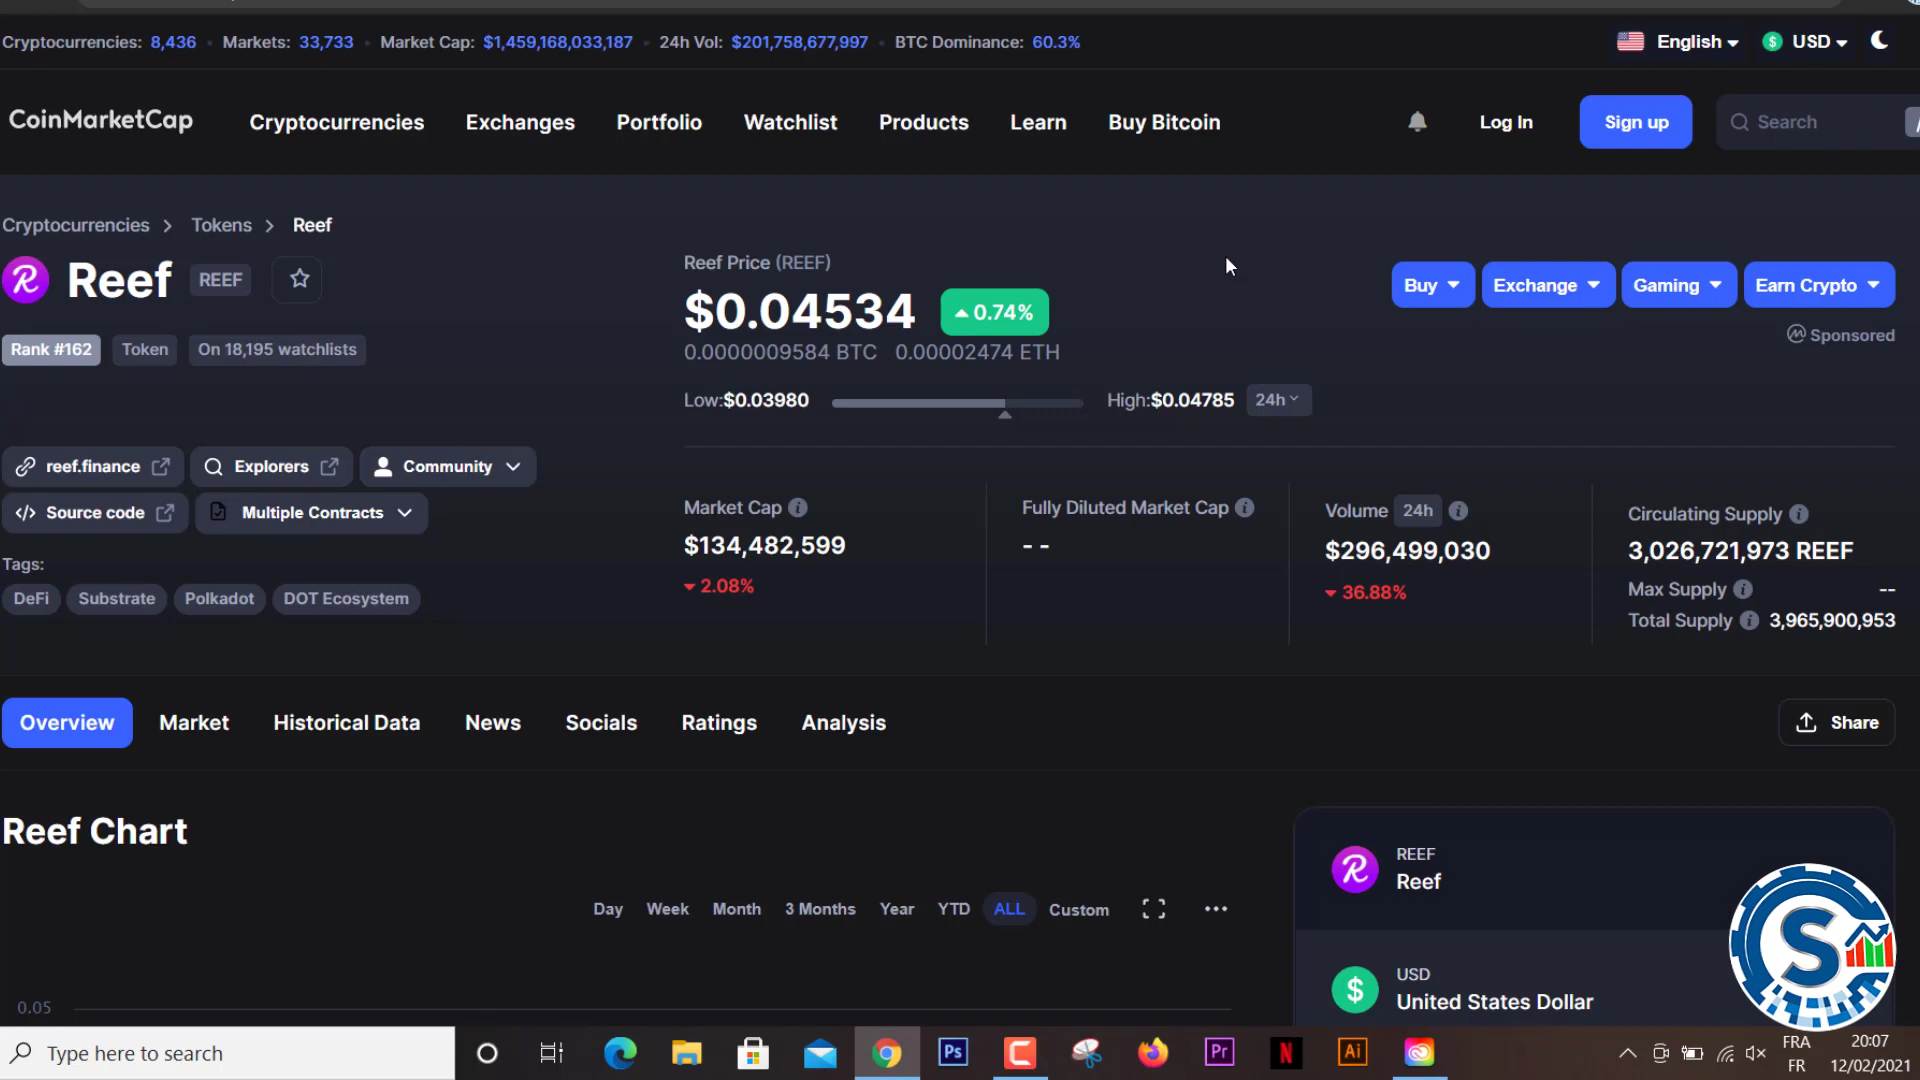 Cryptocurrencies: 8,436 • Markets: 33,733 • Market Cap: $1,459,168,033,187 • 24h Vol: $201,758,677,997 • BTC Dominance: 60.3% English $ USD
CoinMarketCap Cryptocurrencies Exchanges Portfolio Watchlist Products Learn Buy Bitcoin Log In Sign up Search /
Cryptocurrencies > Tokens > Reef
Reef REEF
Rank #162 Token On 18,195 watchlists
reef.finance Explorers Community
Source code Multiple Contracts
Tags:
DeFi Substrate Polkadot DOT Ecosystem
Reef Price (REEF)
$0.04534 0.74%
0.0000009584 BTC 0.00002474 ETH
Low:$0.03980 High:$0.04785 24h
Buy Exchange Gaming Earn Crypto
Sponsored
Market Cap
$134,482,599
2.08%
Fully Diluted Market Cap
- -
Volume 24h
$296,499,030
36.88%
Circulating Supply
3,026,721,973 REEF
Max Supply --
Total Supply 3,965,900,953
Overview Market Historical Data News Socials Ratings Analysis Share
Reef Chart
Day Week Month 3 Months Year YTD ALL Custom
0.05
REEF
Reef
$ USD
United States Dollar
S
Type here to search
Ps Pr N Ai
FRA
FR
20:07
12/02/2021